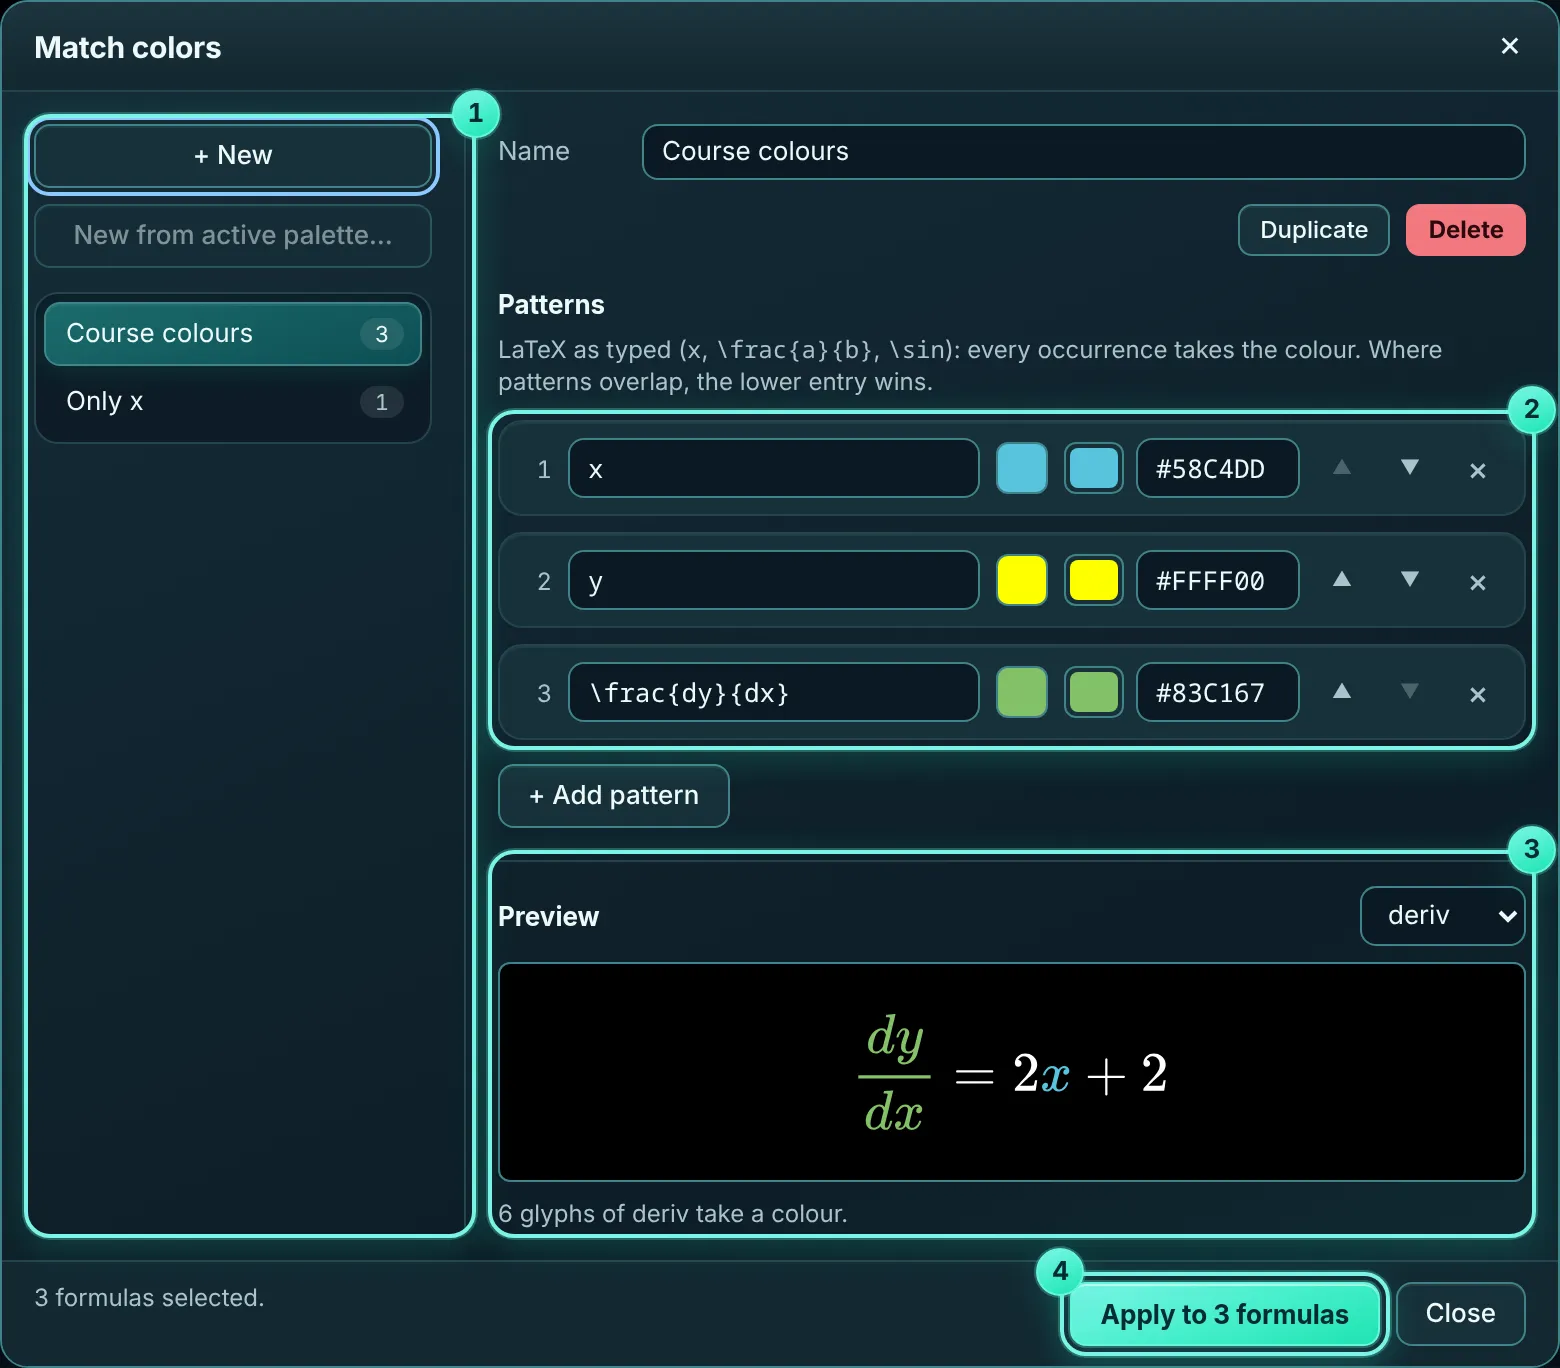 Match colors
✕
1
+ New
New from active palette...
Course colours 3
Only x 1
Name Course colours
Duplicate Delete
Patterns
LaTeX as typed (x, \frac{a}{b}, \sin): every occurrence takes the colour. Where
patterns overlap, the lower entry wins.
2
1 x #58C4DD ▲ ▼ ✕
2 y #FFFF00 ▲ ▼ ✕
3 \frac{dy}{dx} #83C167 ▲ ▼ ✕
+ Add pattern
3
Preview deriv
dy
= 2x + 2
dx
6 glyphs of deriv take a colour.
3 formulas selected.
4
Apply to 3 formulas Close